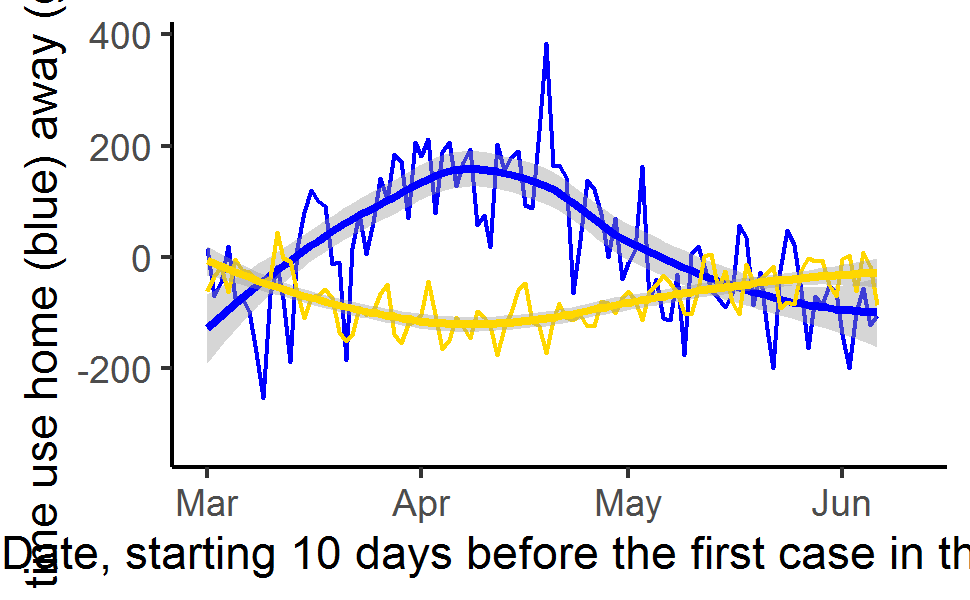 time use home (blue) away (
400
200
0
-200
Mar Apr May Jun
Date, starting 10 days before the first case in th